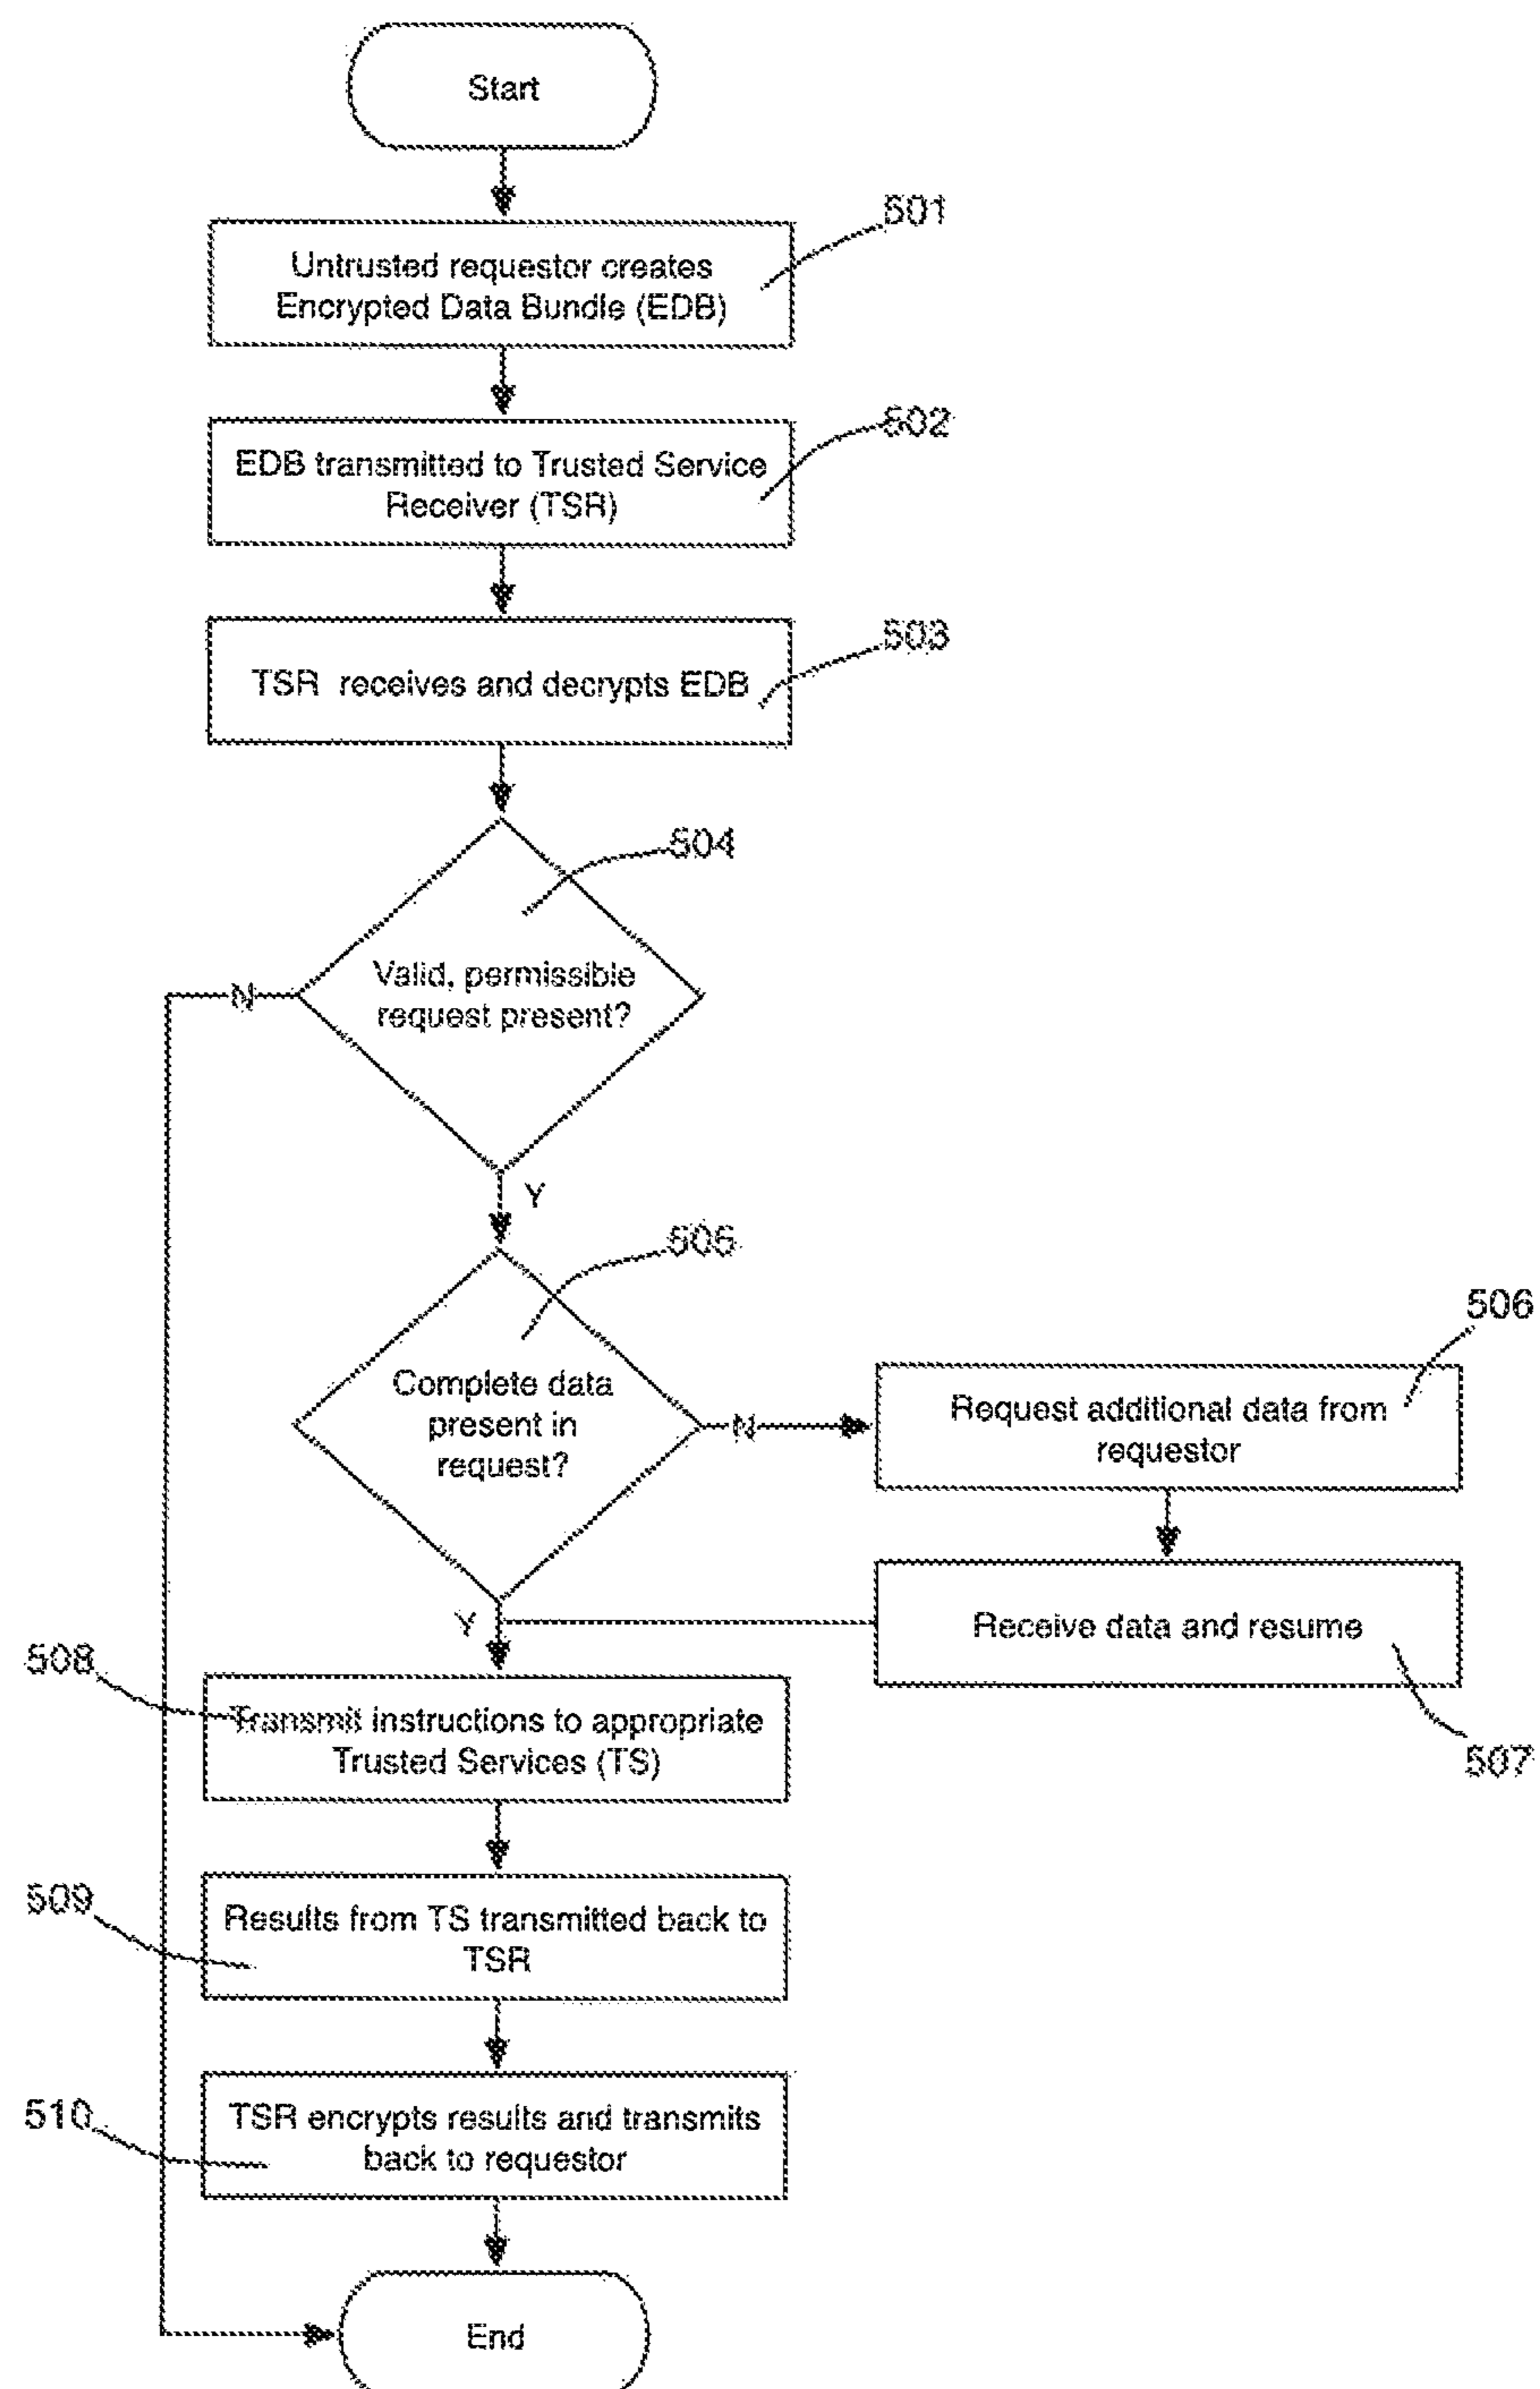 Start
501
Untrusted requestor creates
Encrypted Data Bundle (EDB)
502
EDB transmitted to Trusted Service
Receiver (TSR)
503
TSR receives and decrypts EDB
504
Valid, permissible
request present?
N
Y
505
Complete data
present in
request?
N
506
Request additional data from
requestor
Receive data and resume
507
Y
508
Transmit instructions to appropriate
Trusted Services (TS)
509
Results from TS transmitted back to
TSR
510
TSR encrypts results and transmits
back to requestor
End